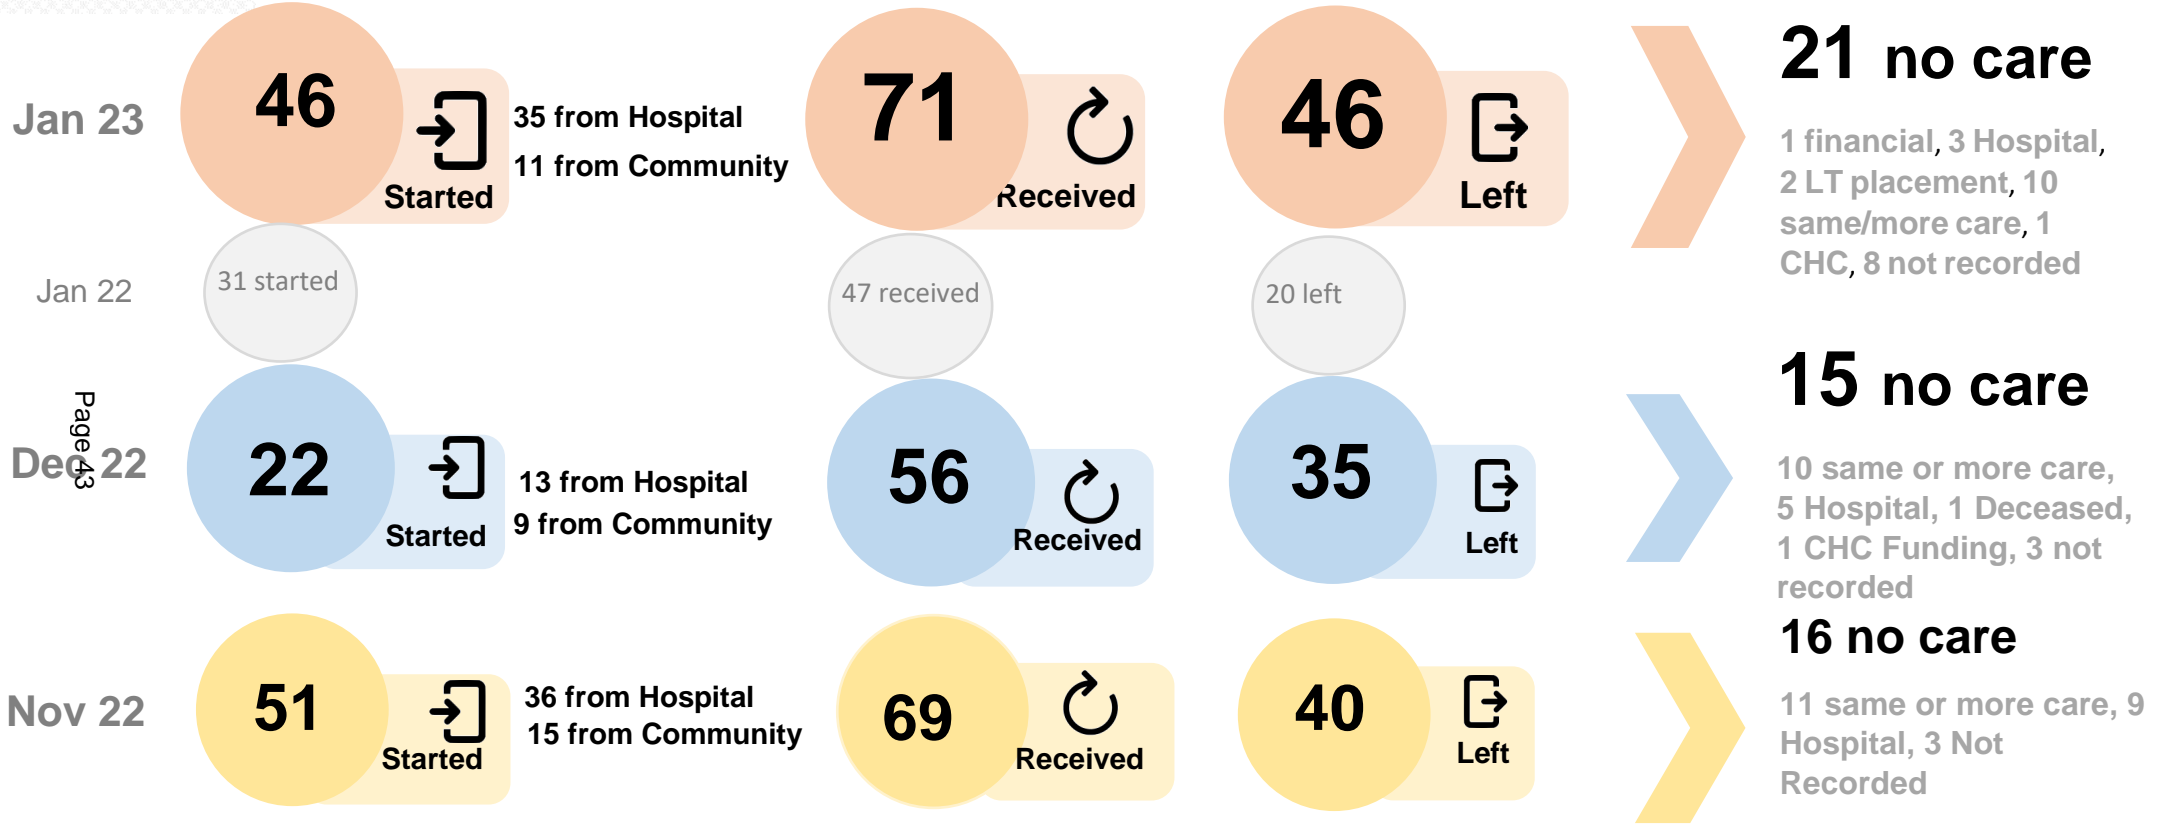 Jan 23
46
Started
35 from Hospital
11 from Community
71
Received
46
Left
21 no care
1 financial, 3 Hospital,
2 LT placement, 10
same/more care, 1
CHC, 8 not recorded
Jan 22
31 started
47 received
20 left
Page 43
Dec 22
22
Started
13 from Hospital
9 from Community
56
Received
35
Left
15 no care
10 same or more care,
5 Hospital, 1 Deceased,
1 CHC Funding, 3 not
recorded
Nov 22
51
Started
36 from Hospital
15 from Community
69
Received
40
Left
16 no care
11 same or more care, 9
Hospital, 3 Not
Recorded